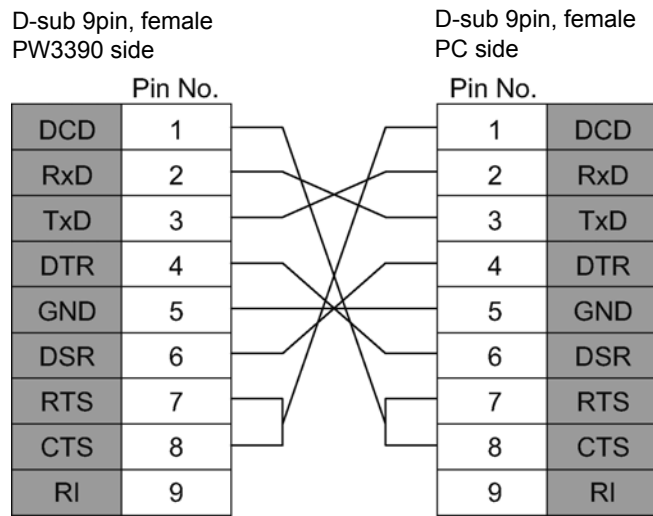 D-sub 9pin, female D-sub 9pin, female
PW3390 side PC side
Pin No. Pin No.
DCD 1 1 DCD
RxD 2 2 RxD
TxD 3 3 TxD
DTR 4 4 DTR
GND 5 5 GND
DSR 6 6 DSR
RTS 7 7 RTS
CTS 8 8 CTS
RI 9 9 RI